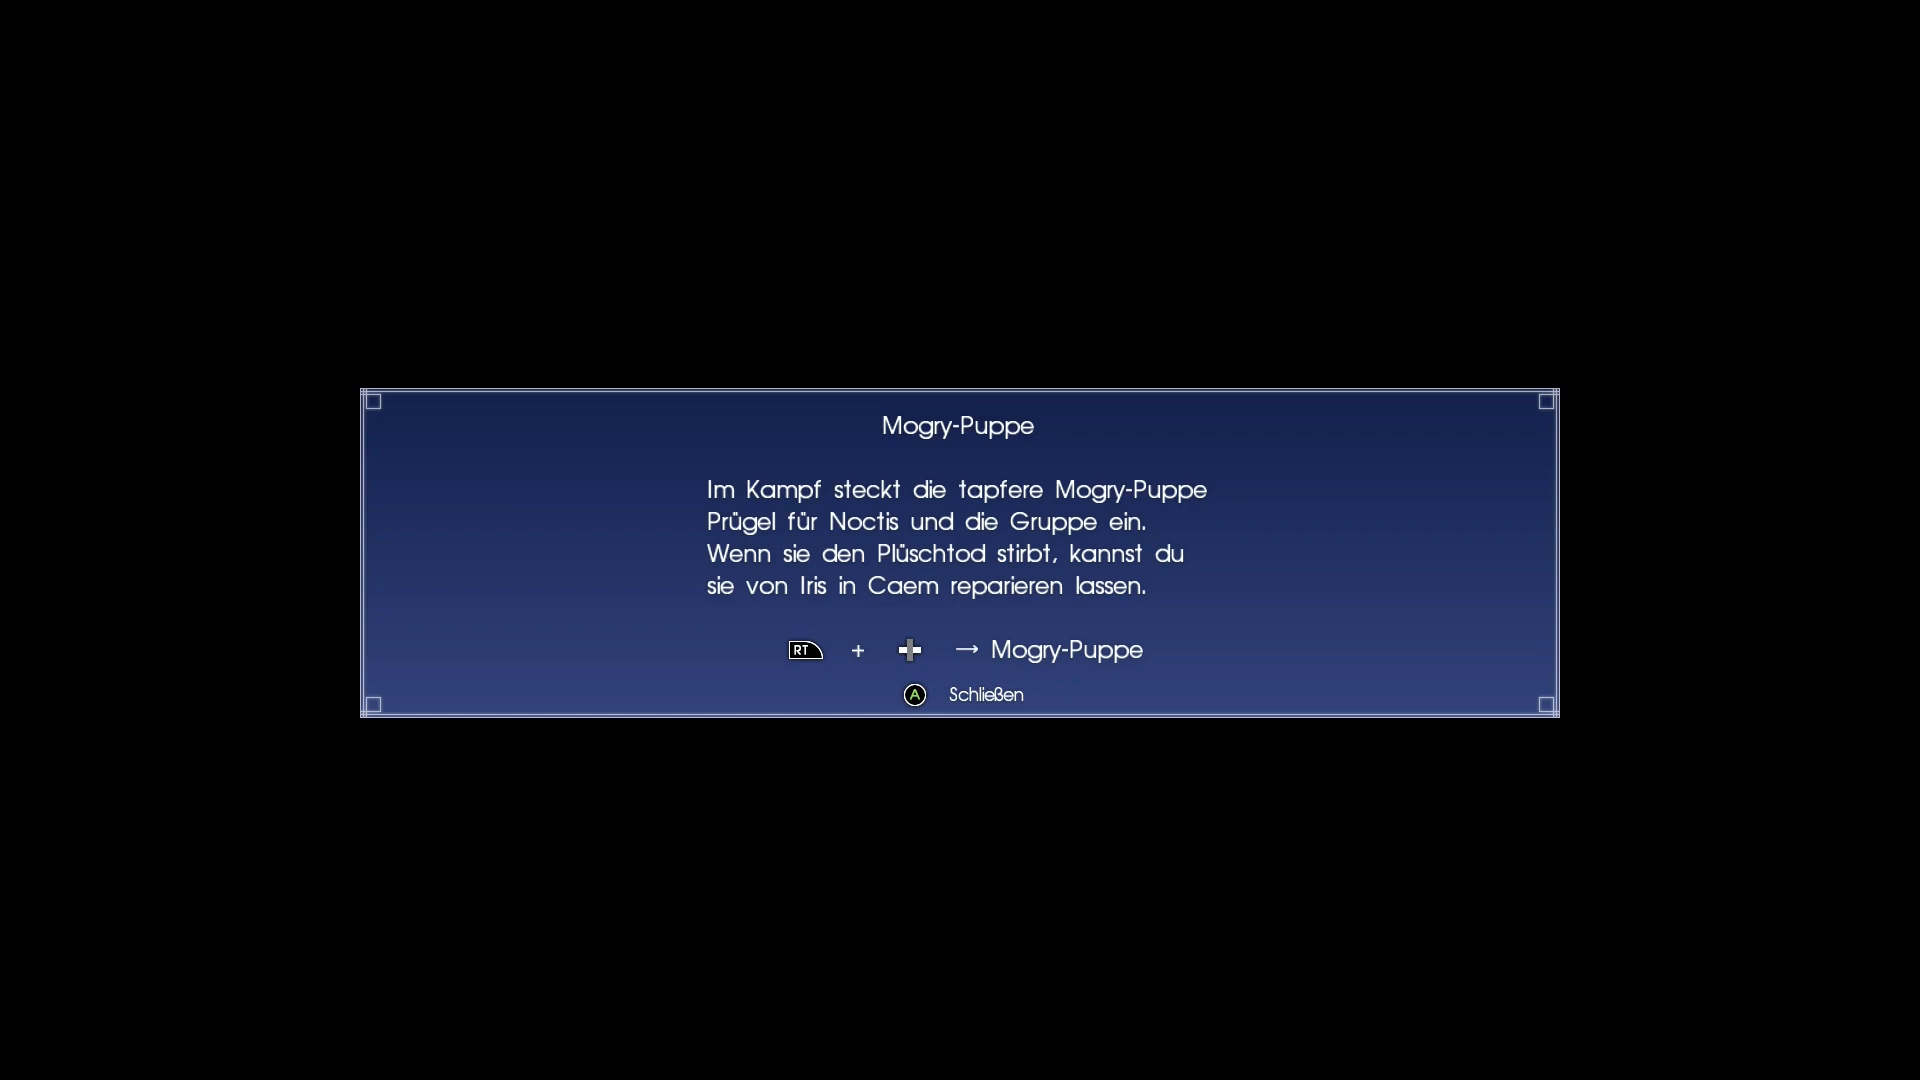 Mogry-Puppe
Im Kampf steckt die tapfere Mogry-Puppe
Prügel für Noctis und die Gruppe ein.
Wenn sie den Plüschtod stirbt, kannst du
sie von Iris in Caem reparieren lassen.
RT + → Mogry-Puppe
A Schließen